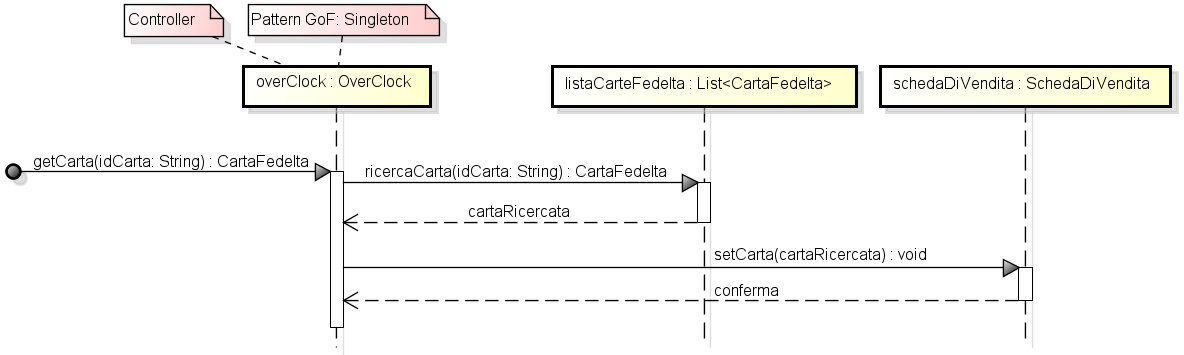 Controller
Pattern GoF: Singleton
overClock : OverClock
listaCarteFedelta : List<CartaFedelta>
schedaDiVendita : SchedaDiVendita
getCarta(idCarta: String) : CartaFedelta
ricercaCarta(idCarta: String) : CartaFedelta
cartaRicercata
setCarta(cartaRicercata) : void
conferma